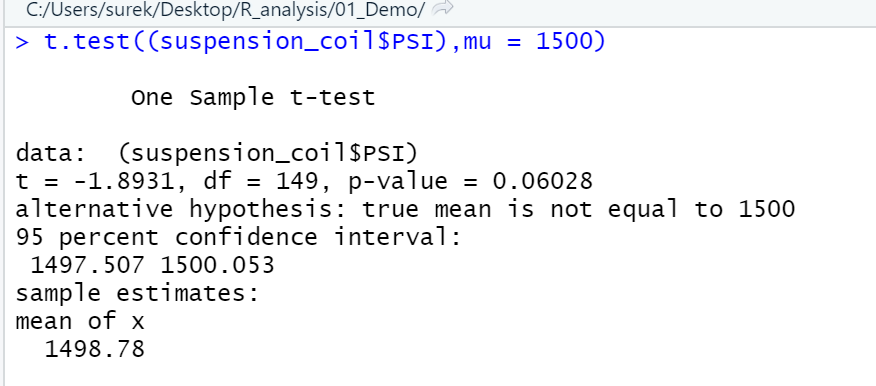 C:/Users/surek/Desktop/R_analysis/01_Demo/
> t.test((suspension_coil$PSI),mu = 1500)
One Sample t-test
data:  (suspension_coil$PSI)
t = -1.8931, df = 149, p-value = 0.06028
alternative hypothesis: true mean is not equal to 1500
95 percent confidence interval:
1497.507 1500.053
sample estimates:
mean of x
1498.78